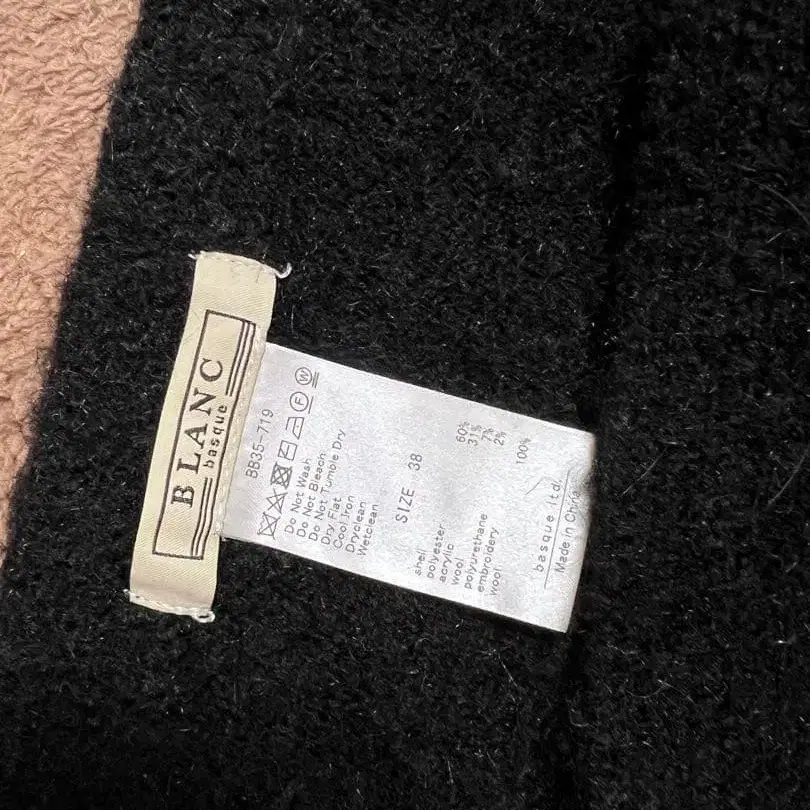 BLANC
basque
BB35-719
W
F
Do Not Wash
Do Not Bleach
Do Not Tumble Dry
Dry Flat
Cool Iron
Dryclean
Wetclean
SIZE 38
shell
polyester 60%
acrylic 31%
wool 7%
polyurethane 2%
embroidery
wool 100%
basque ltd.
Made in China